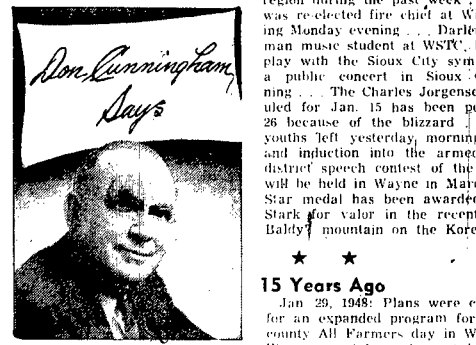 Don Cunningham,
Says
region during the past week
was re-elected fire chief at W
ing Monday evening . . . Darle
man music student at WSTC,
play with the Sioux City sym
a public concert in Sioux
ning . . . The Charles Jorgense
uled for Jan. 15 has been
26 because of the blizzard
youths left yesterday morning
and induction into the armed
district speech contest of the
will be held in Wayne in Mar
Star medal has been awarded
Stark for valor in the recent
Baldy" mountain on the Kore
★ ★
15 Years Ago
Jan 29, 1948: Plans were
for an expanded program for
county All Farmers day in W